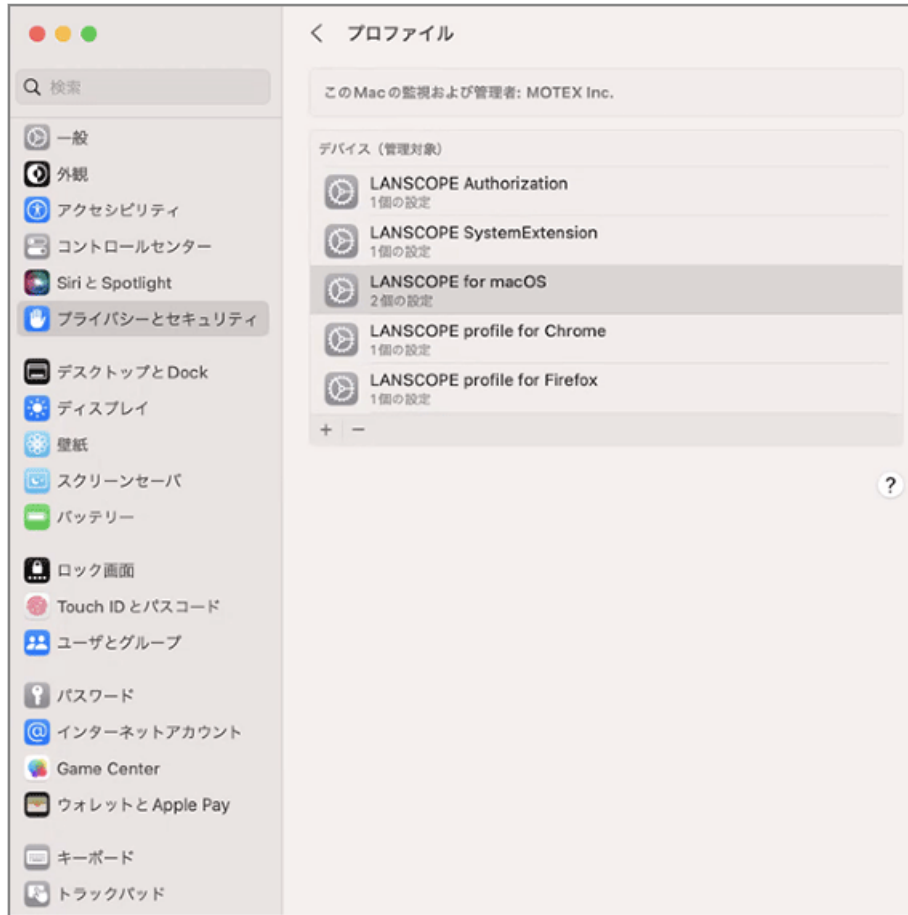 検索
一般
外観
アクセシビリティ
コントロールセンター
Siri と Spotlight
プライバシーとセキュリティ
デスクトップと Dock
ディスプレイ
壁紙
スクリーンセーバ
バッテリー
ロック画面
Touch ID とパスコード
ユーザとグループ
パスワード
インターネットアカウント
Game Center
ウォレットと Apple Pay
キーボード
トラックパッド
プロファイル
この Mac の監視および管理者: MOTEX Inc.
デバイス（管理対象）
LANSCOPE Authorization
1個の設定
LANSCOPE SystemExtension
1個の設定
LANSCOPE for macOS
2個の設定
LANSCOPE profile for Chrome
1個の設定
LANSCOPE profile for Firefox
1個の設定
+ −
?